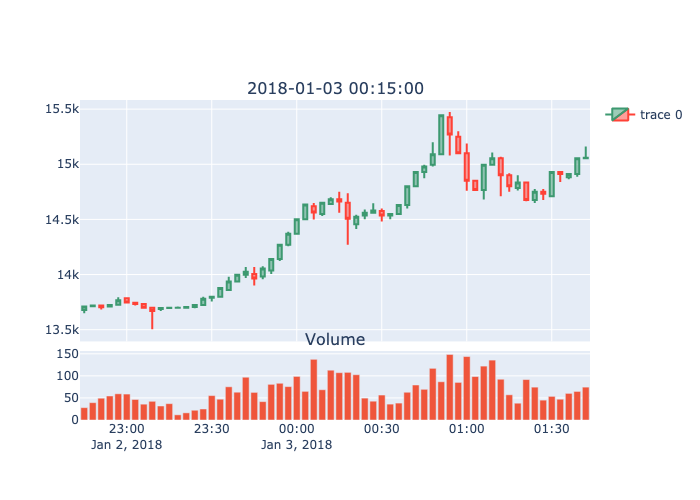 2018-01-03 00:15:00
15.5k
15k
14.5k
14k
13.5k
trace 0
Volume
150
100
50
0
23:00 23:30 00:00 00:30 01:00 01:30
Jan 2, 2018 Jan 3, 2018